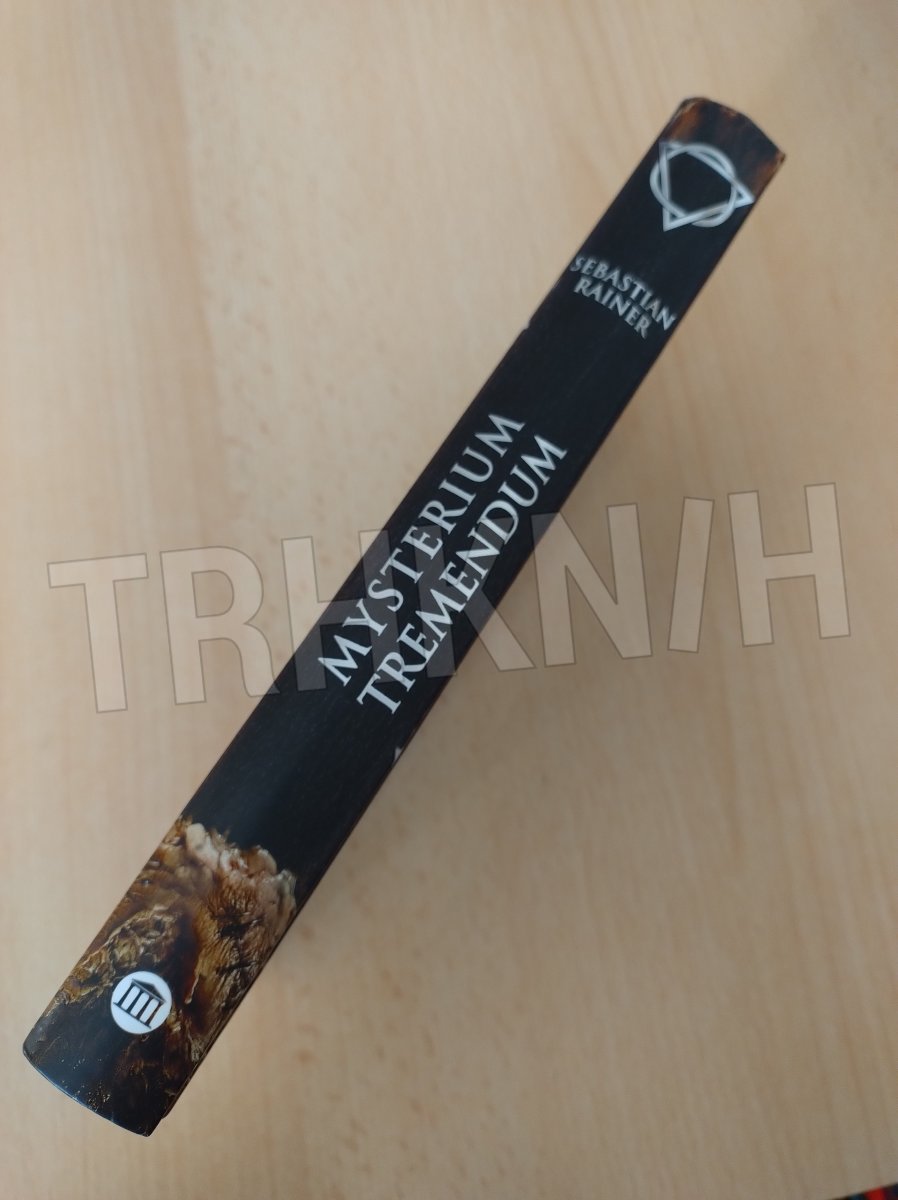 SEBASTIAN
RAINER
MYSTERIUM
TREMENDUM
TRHKNIH